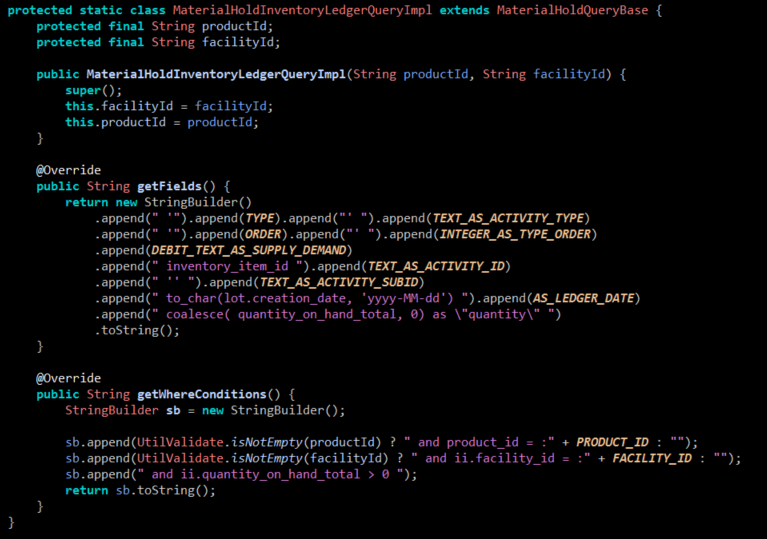 protected static class MaterialHoldInventoryLedgerQueryImpl extends MaterialHoldQueryBase {
    protected final String productId;
    protected final String facilityId;

    public MaterialHoldInventoryLedgerQueryImpl(String productId, String facilityId) {
        super();
        this.facilityId = facilityId;
        this.productId = productId;
    }

    @Override
    public String getFields() {
        return new StringBuilder()
            .append(" '").append(TYPE).append("' ").append(TEXT_AS_ACTIVITY_TYPE)
            .append(" '").append(ORDER).append("' ").append(INTEGER_AS_TYPE_ORDER)
            .append(DEBIT_TEXT_AS_SUPPLY_DEMAND)
            .append(" inventory_item_id ").append(TEXT_AS_ACTIVITY_ID)
            .append(" '' ").append(TEXT_AS_ACTIVITY_SUBID)
            .append(" to_char(lot.creation_date, 'yyyy-MM-dd') ").append(AS_LEDGER_DATE)
            .append(" coalesce( quantity_on_hand_total, 0) as \"quantity\" ")
            .toString();
    }

    @Override
    public String getWhereConditions() {
        StringBuilder sb = new StringBuilder();

        sb.append(UtilValidate.isNotEmpty(productId) ? " and product_id = :" + PRODUCT_ID : "");
        sb.append(UtilValidate.isNotEmpty(facilityId) ? " and ii.facility_id = :" + FACILITY_ID : "");
        sb.append(" and ii.quantity_on_hand_total > 0 ");
        return sb.toString();
    }
}